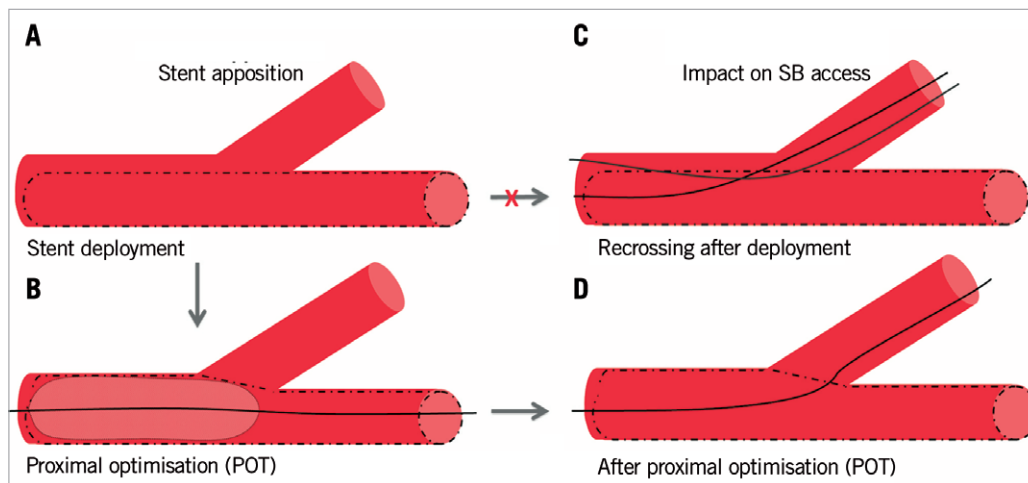 A
Stent apposition
Stent deployment
C
Impact on SB access
X
Recrossing after deployment
B
Proximal optimisation (POT)
D
After proximal optimisation (POT)